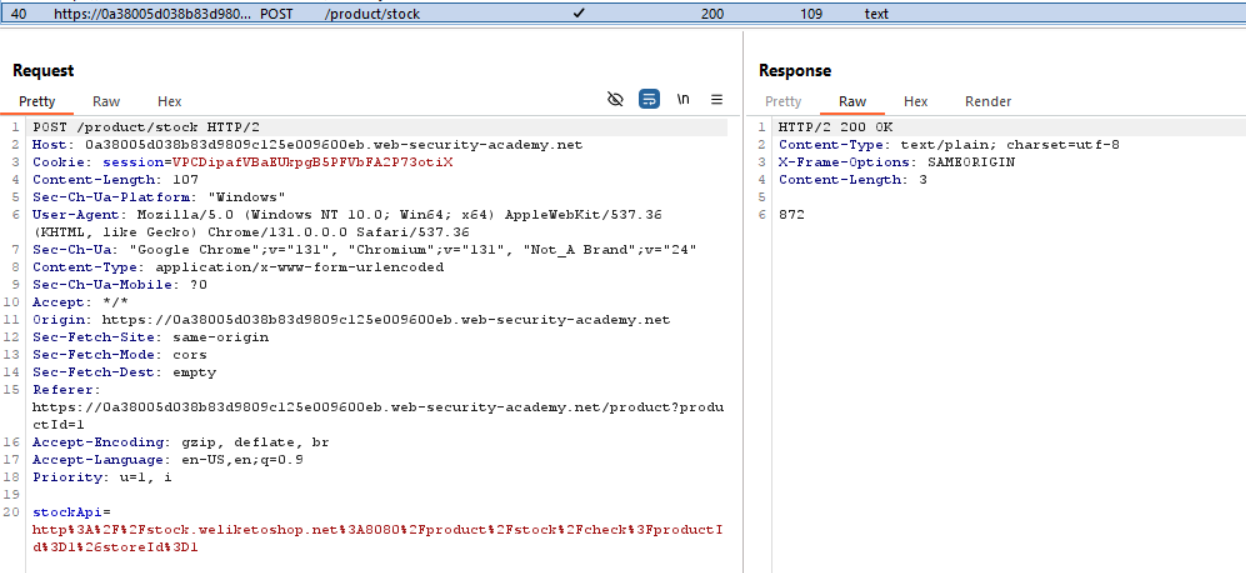 40 https://0a38005d038b83d980... POST /product/stock ✓ 200 109 text
Request
Pretty Raw Hex \n
1 POST /product/stock HTTP/2
2 Host: 0a38005d038b83d9809c125e009600eb.web-security-academy.net
3 Cookie: session=VPCDipafVBaEUkrpgB5PFVbFA2P73otiX
4 Content-Length: 107
5 Sec-Ch-Ua-Platform: "Windows"
6 User-Agent: Mozilla/5.0 (Windows NT 10.0; Win64; x64) AppleWebKit/537.36
(KHTML, like Gecko) Chrome/131.0.0.0 Safari/537.36
7 Sec-Ch-Ua: "Google Chrome";v="131", "Chromium";v="131", "Not_A Brand";v="24"
8 Content-Type: application/x-www-form-urlencoded
9 Sec-Ch-Ua-Mobile: ?0
10 Accept: */*
11 Origin: https://0a38005d038b83d9809c125e009600eb.web-security-academy.net
12 Sec-Fetch-Site: same-origin
13 Sec-Fetch-Mode: cors
14 Sec-Fetch-Dest: empty
15 Referer:
https://0a38005d038b83d9809c125e009600eb.web-security-academy.net/product?produ
ctId=1
16 Accept-Encoding: gzip, deflate, br
17 Accept-Language: en-US,en;q=0.9
18 Priority: u=1, i
19
20 stockApi=
http%3A%2F%2Fstock.weliketoshop.net%3A8080%2Fproduct%2Fstock%2Fcheck%3FproductI
d%3D1%26storeId%3D1
Response
Pretty Raw Hex Render
1 HTTP/2 200 OK
2 Content-Type: text/plain; charset=utf-8
3 X-Frame-Options: SAMEORIGIN
4 Content-Length: 3
5
6 872